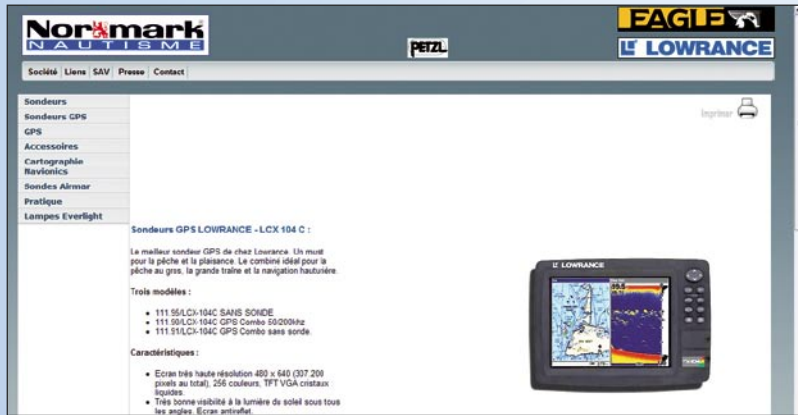 Normark
NAUTISME
PETZL
EAGLE
LOWRANCE
Société Liens SAV Presse Contact
Imprimer
Sondeurs
Sondeurs GPS
GPS
Accessoires
Cartographie
Navionics
Sondes Airmar
Pratique
Lampes Everlight
Sondeurs GPS LOWRANCE - LCX 104 C :
Le meilleur sondeur GPS de chez Lowrance. Un must
pour la pêche et la plaisance. Le combiné idéal pour la
pêche au gros, la grande traîne et la navigation hauturière.
Trois modèles :
• 111.95/LCX-104C SANS SONDE
• 111.90/LCX-104C GPS Combo 50/200khz
• 111.91/LCX-104C GPS Combo sans sonde.
Caractéristiques :
• Ecran très haute résolution 480 x 640 (307.200
pixels au total), 256 couleurs, TFT VGA cristaux
liquides.
• Très bonne visibilité à la lumière du soleil sous tous
les angles. Ecran antireflet.
LOWRANCE